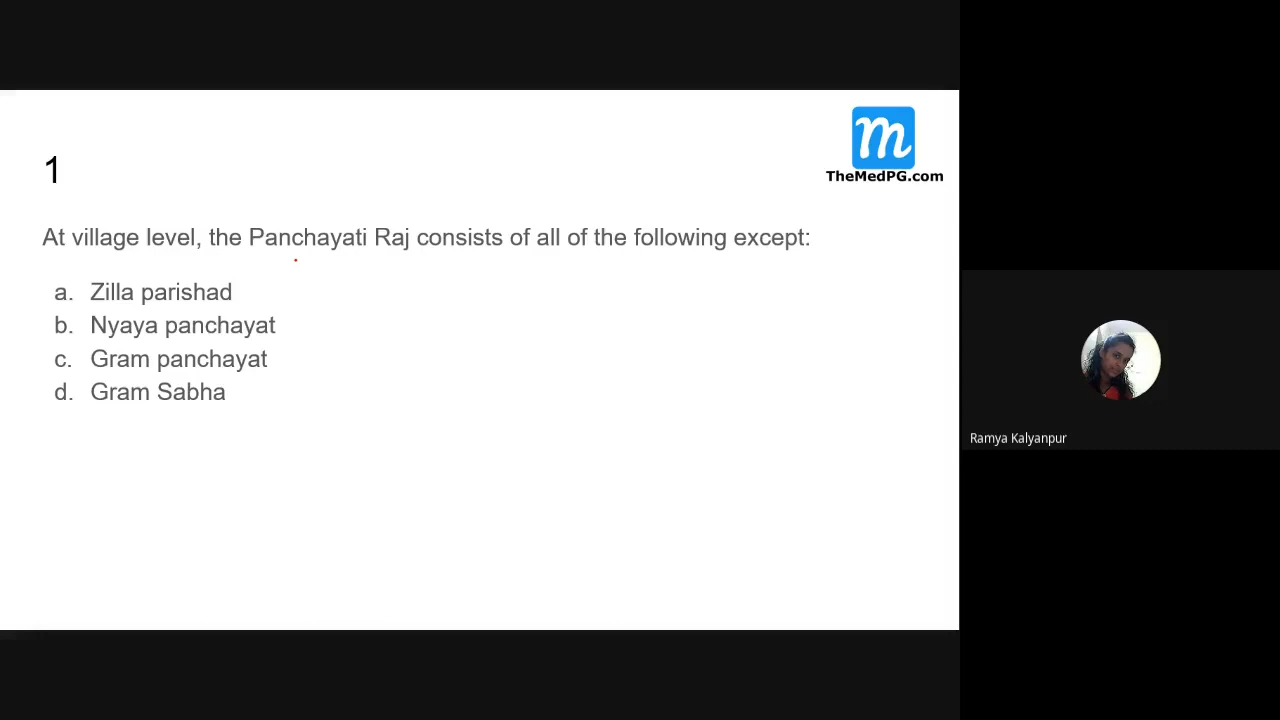 m
TheMedPG.com
1
At village level, the Panchayati Raj consists of all of the following except:
a. Zilla parishad
b. Nyaya panchayat
c. Gram panchayat
d. Gram Sabha
Ramya Kalyanpur